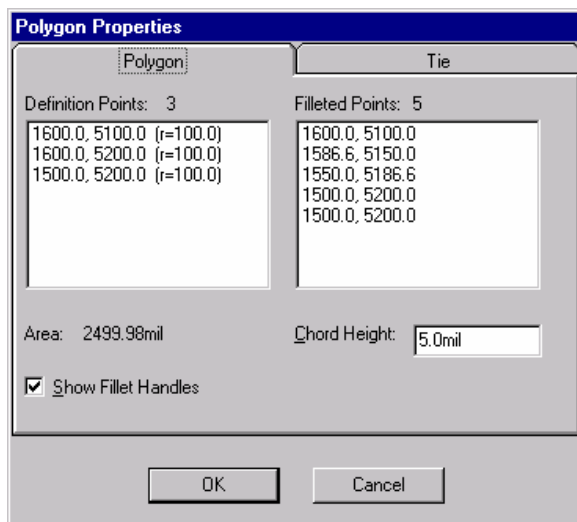 Polygon Properties
Polygon
Tie
Definition Points: 3
1600.0, 5100.0 (r=100.0)
1600.0, 5200.0 (r=100.0)
1500.0, 5200.0 (r=100.0)
Filleted Points: 5
1600.0, 5100.0
1586.6, 5150.0
1550.0, 5186.6
1500.0, 5200.0
1500.0, 5200.0
Area: 2499.98mil
Chord Height: 5.0mil
Show Fillet Handles
OK
Cancel